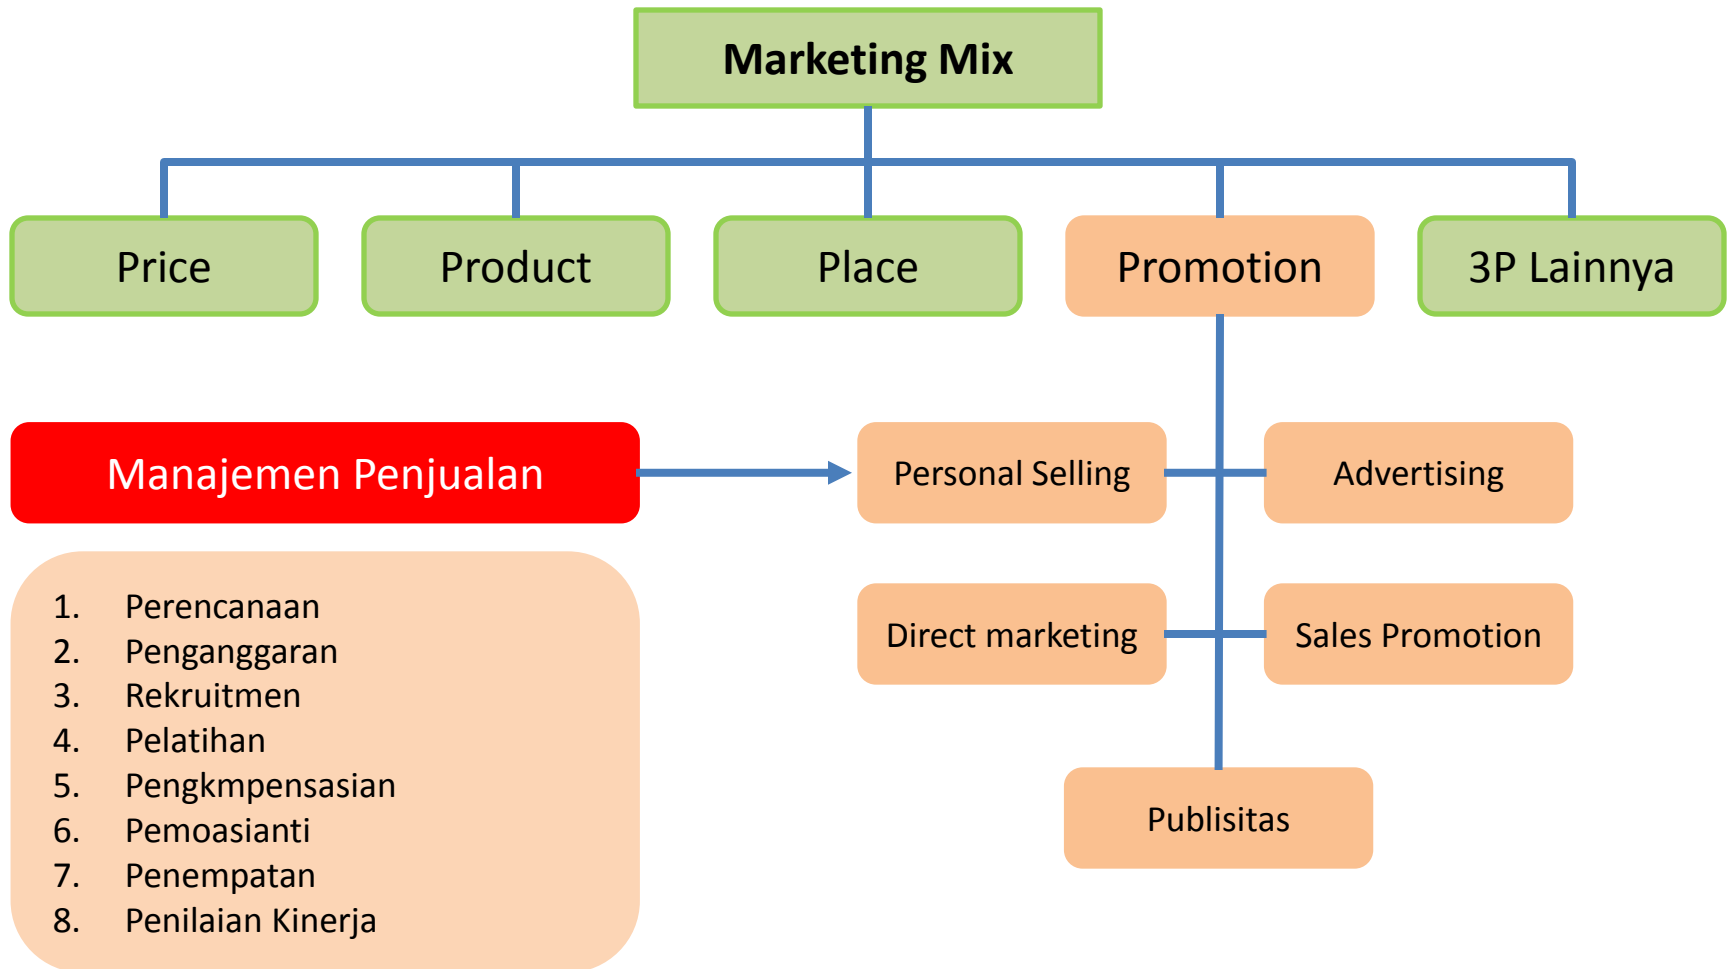 Marketing Mix
Price
Product
Place
Promotion
3P Lainnya
Manajemen Penjualan
Personal Selling
Advertising
1. Perencanaan
2. Penganggaran
3. Rekruitmen
4. Pelatihan
5. Pengkmpensasian
6. Pemoasianti
7. Penempatan
8. Penilaian Kinerja
Direct marketing
Sales Promotion
Publisitas